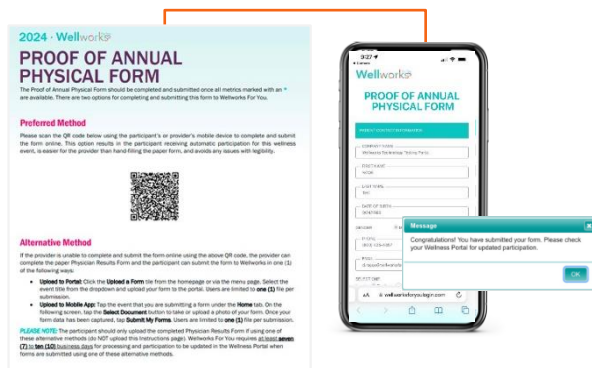 2024 · Wellworks
PROOF OF ANNUAL
PHYSICAL FORM
The Proof of Annual Physical Form should be completed and submitted once all metrics marked with an *
are available. There are two options for completing and submitting this form to Wellworks For You.
Preferred Method
Please scan the QR code below using the participant's or provider's mobile device to complete and submit
the form online. This option results in the participant receiving automatic participation for this wellness
event, is easier for the provider than hand-filling the paper form, and avoids any issues with legibility.
Alternative Method
If the provider is unable to complete and submit the form online using the above QR code, the provider can
complete the paper Physician Results Form and the participant can submit the form to Wellworks in one (1)
of the following ways:
• Upload to Portal: Click the Upload a Form tile from the homepage or via the menu page. Select the
event title from the dropdown and upload your form to the portal. Users are limited to one (1) file per
submission.
• Upload to Mobile App: Tap the event that you are submitting a form under the Home tab. On the
following screen, tap the Select Document button to take or upload a photo of your form. Once your
form data has been captured, tap Submit My Forms. Users are limited to one (1) file per submission.
PLEASE NOTE: The participant should only upload the completed Physician Results Form if using one of
these alternative methods (do NOT upload this Instructions page). Wellworks For You requires at least seven
(7) to ten (10) business days for processing and participation to be updated in the Wellness Portal when
forms are submitted using one of these alternative methods.
9:27
Wellworks
PROOF OF ANNUAL
PHYSICAL FORM
COMPANY NAME
FIRST NAME
LAST NAME
DATE OF BIRTH
SELECT ONE
AA wellworksforyoulogin.com
Message
Congratulations! You have submitted your form. Please check
your Wellness Portal for updated participation.
OK